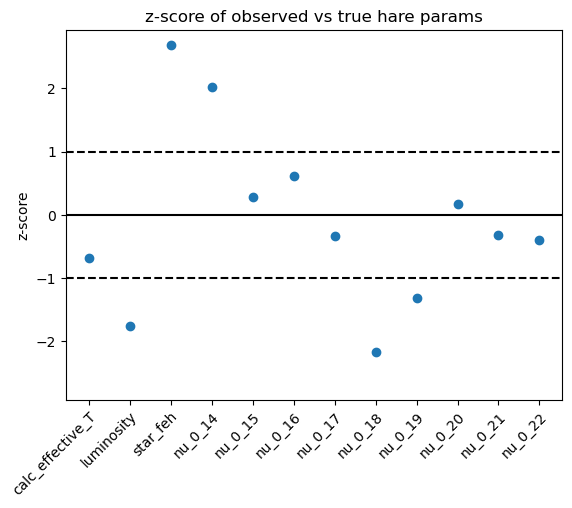 z-score of observed vs true hare params
z-score
2
1
0
−1
−2
calc_effective_T
luminosity
star_feh
nu_0_14
nu_0_15
nu_0_16
nu_0_17
nu_0_18
nu_0_19
nu_0_20
nu_0_21
nu_0_22